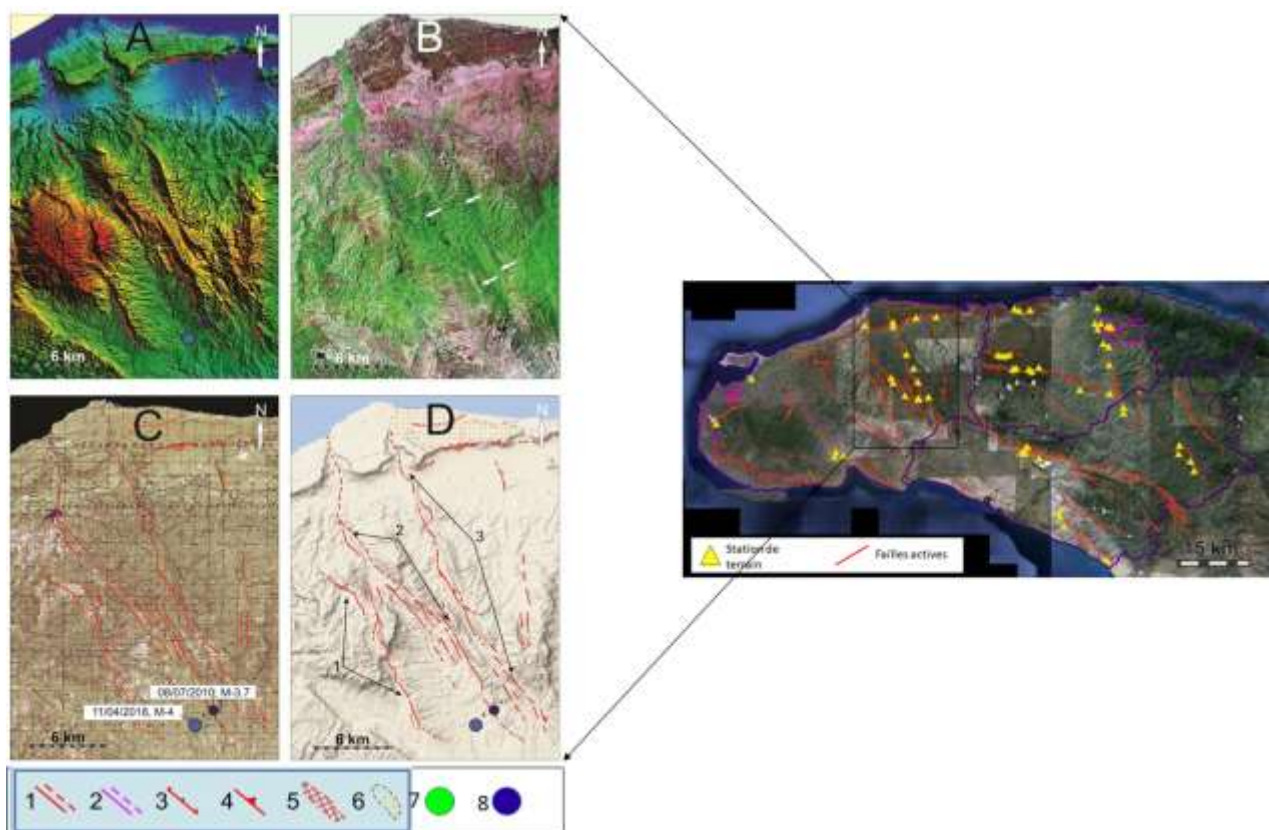 A
N
6 km
B
N
6 km
C
N
08/07/2010, M-3.7
11/04/2016, M-4
6 km
D
N
2
3
1
6 km
Station de
terrain
Failles actives
15 km
1 2 3 4 5 6 7 8